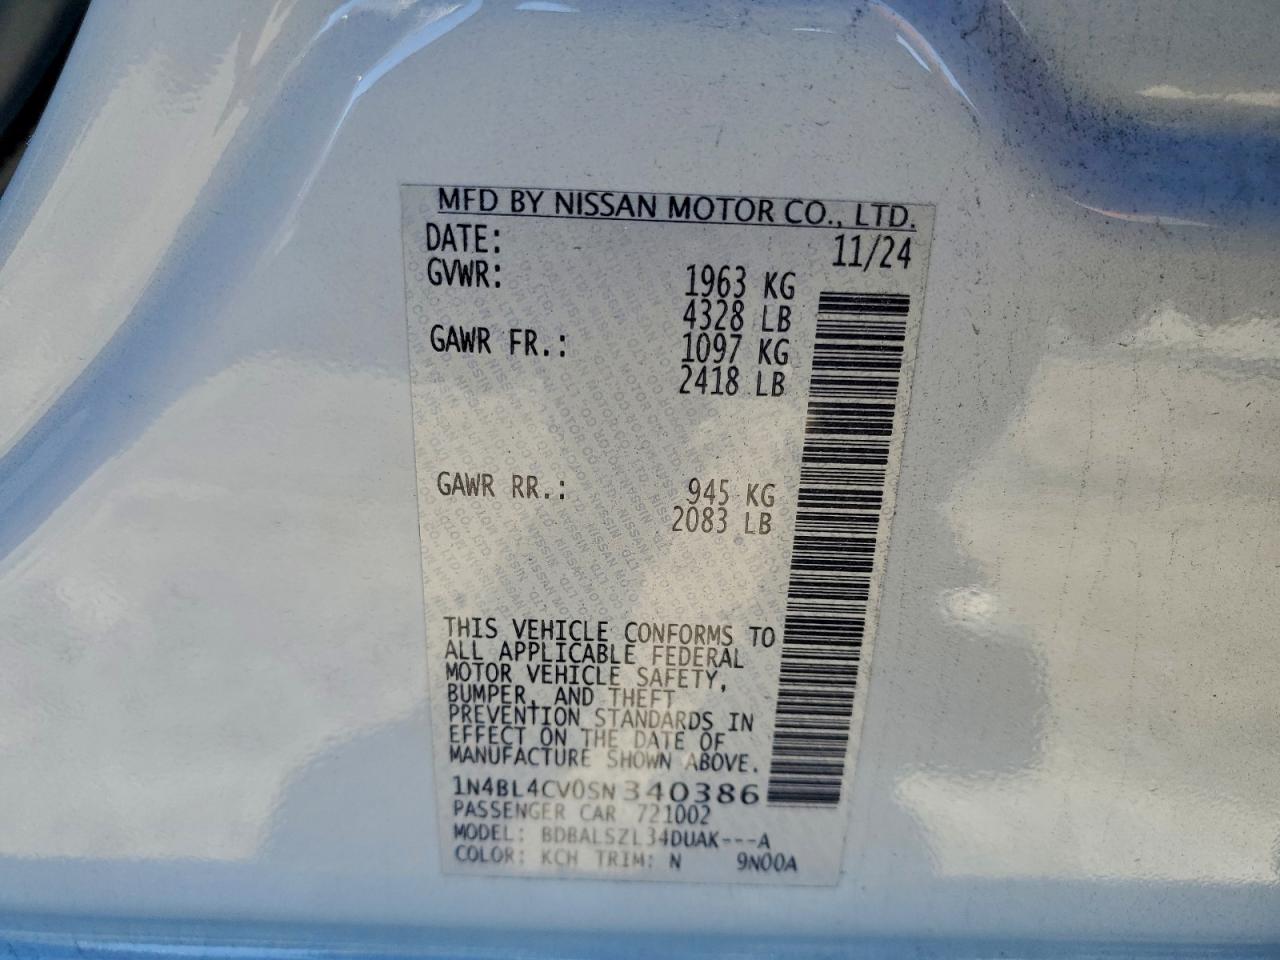 MFD BY NISSAN MOTOR CO., LTD.
DATE: 11/24
GVWR: 1963 KG
4328 LB
GAWR FR.: 1097 KG
2418 LB
GAWR RR.: 945 KG
2083 LB
THIS VEHICLE CONFORMS TO
ALL APPLICABLE FEDERAL
MOTOR VEHICLE SAFETY,
BUMPER, AND THEFT
PREVENTION STANDARDS IN
EFFECT ON THE DATE OF
MANUFACTURE SHOWN ABOVE.
1N4BL4CV0SN340386
PASSENGER CAR 721002
MODEL: BDBALSZL34DUAK---A
COLOR: KCH TRIM: N 9N00A